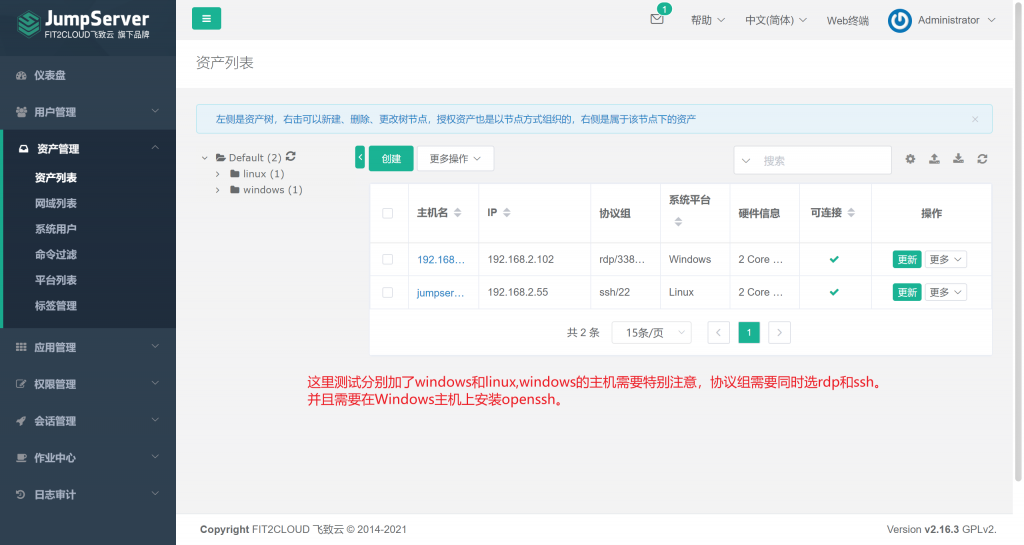 JumpServer
FIT2CLOUD飞致云 旗下品牌
仪表盘
用户管理
资产管理
资产列表
网域列表
系统用户
命令过滤
平台列表
标签管理
应用管理
权限管理
会话管理
作业中心
日志审计
1
帮助
中文(简体)
Web终端
Administrator
资产列表
左侧是资产树，右击可以新建、删除、更改树节点，授权资产也是以节点方式组织的，右侧是属于该节点下的资产
Default (2)
linux (1)
windows (1)
创建
更多操作
搜索
主机名 IP 协议组 系统平台 硬件信息 可连接 操作
192.168... 192.168.2.102 rdp/338... Windows 2 Core ... 更新 更多
jumpser... 192.168.2.55 ssh/22 Linux 2 Core ... 更新 更多
共 2 条 15条/页 1
这里测试分别加了windows和linux,windows的主机需要特别注意，协议组需要同时选rdp和ssh。
并且需要在Windows主机上安装openssh。
Copyright FIT2CLOUD 飞致云 © 2014-2021
Version v2.16.3 GPLv2.